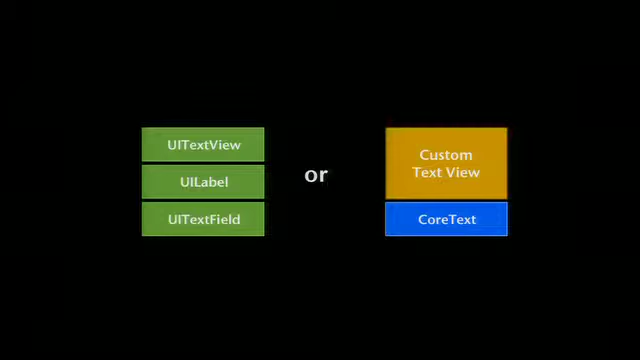 UITextView
UILabel
UITextField
or
Custom
Text View
CoreText